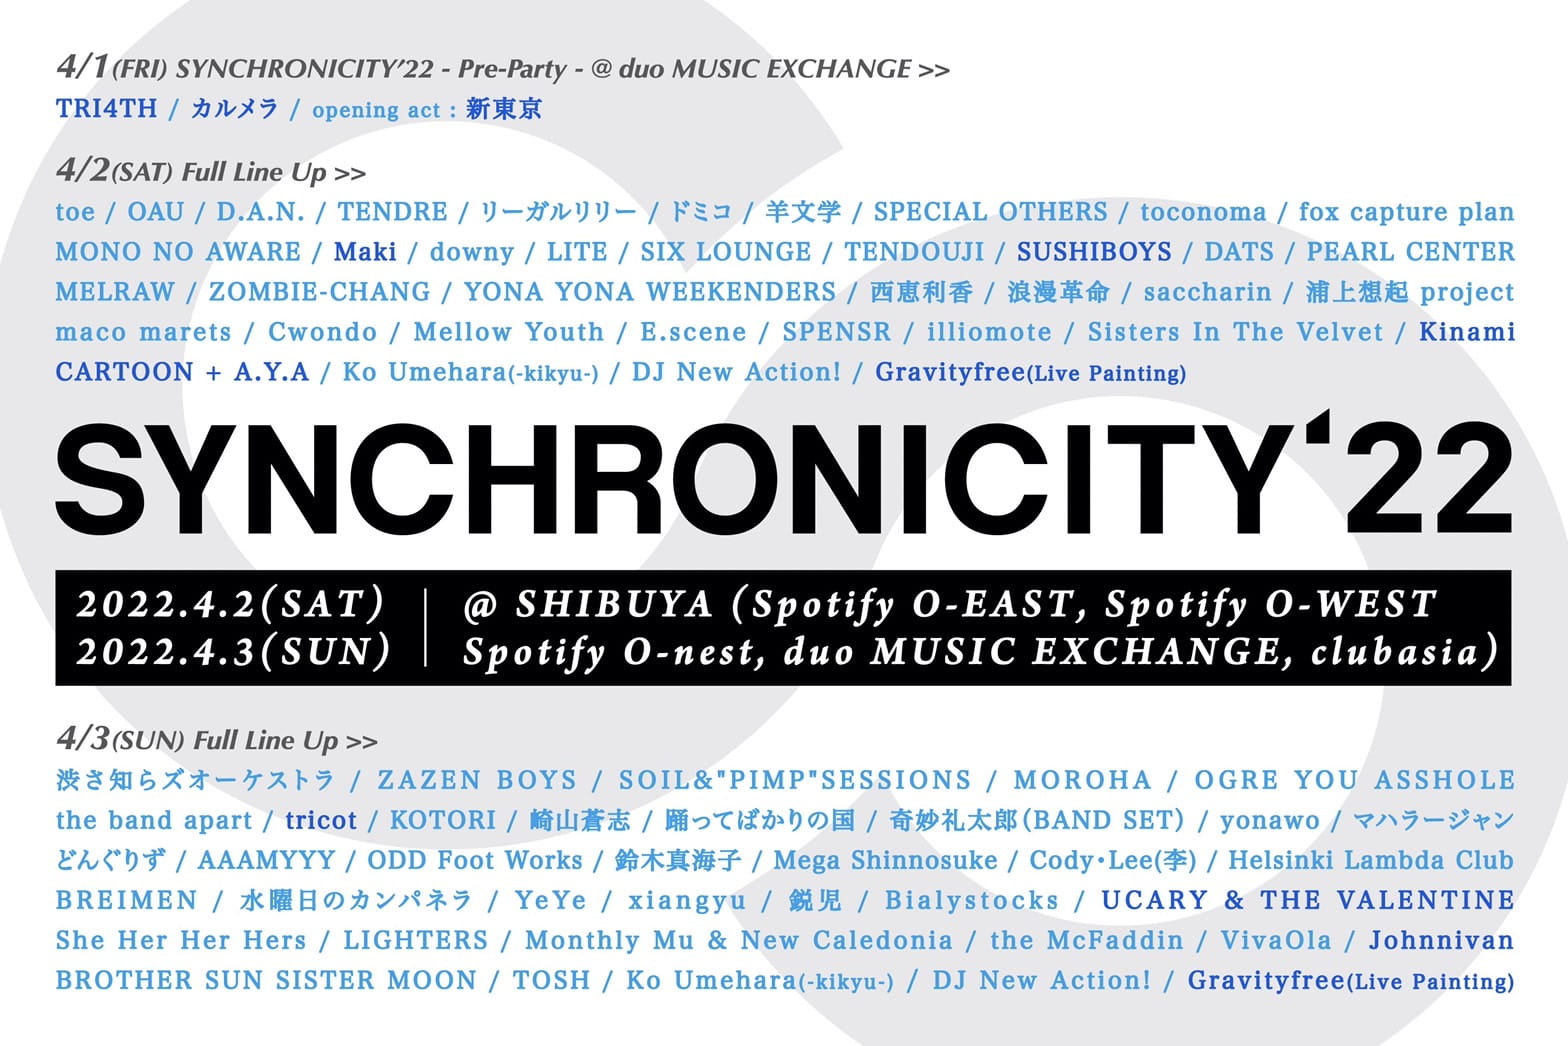 4/1(FRI) SYNCHRONICITY'22 - Pre-Party - @ duo MUSIC EXCHANGE >>
TRI4TH / カルメラ / opening act : 新東京
4/2(SAT) Full Line Up >>
toe / OAU / D.A.N. / TENDRE / リーガルリリー / ドミコ / 羊文学 / SPECIAL OTHERS / toconoma / fox capture plan
MONO NO AWARE / Maki / downy / LITE / SIX LOUNGE / TENDOUJI / SUSHIBOYS / DATS / PEARL CENTER
MELRAW / ZOMBIE-CHANG / YONA YONA WEEKENDERS / 西恵利香 / 浪漫革命 / saccharin / 浦上想起 project
maco marets / Cwondo / Mellow Youth / E.scene / SPENSR / illiomote / Sisters In The Velvet / Kinami
CARTOON + A.Y.A / Ko Umehara(-kikyu-) / DJ New Action! / Gravityfree(Live Painting)
SYNCHRONICITY'22
2022.4.2(SAT) @ SHIBUYA (Spotify O-EAST, Spotify O-WEST
2022.4.3(SUN) Spotify O-nest, duo MUSIC EXCHANGE, clubasia)
4/3(SUN) Full Line Up >>
渋さ知らズオーケストラ / ZAZEN BOYS / SOIL&"PIMP"SESSIONS / MOROHA / OGRE YOU ASSHOLE
the band apart / tricot / KOTORI / 崎山蒼志 / 踊ってばかりの国 / 奇妙礼太郎(BAND SET) / yonawo / マハラージャン
どんぐりず / AAAMYYY / ODD Foot Works / 鈴木真海子 / Mega Shinnosuke / Cody・Lee(李) / Helsinki Lambda Club
BREIMEN / 水曜日のカンパネラ / YeYe / xiangyu / 鋭児 / Bialystocks / UCARY & THE VALENTINE
She Her Her Hers / LIGHTERS / Monthly Mu & New Caledonia / the McFaddin / VivaOla / Johnnivan
BROTHER SUN SISTER MOON / TOSH / Ko Umehara(-kikyu-) / DJ New Action! / Gravityfree(Live Painting)